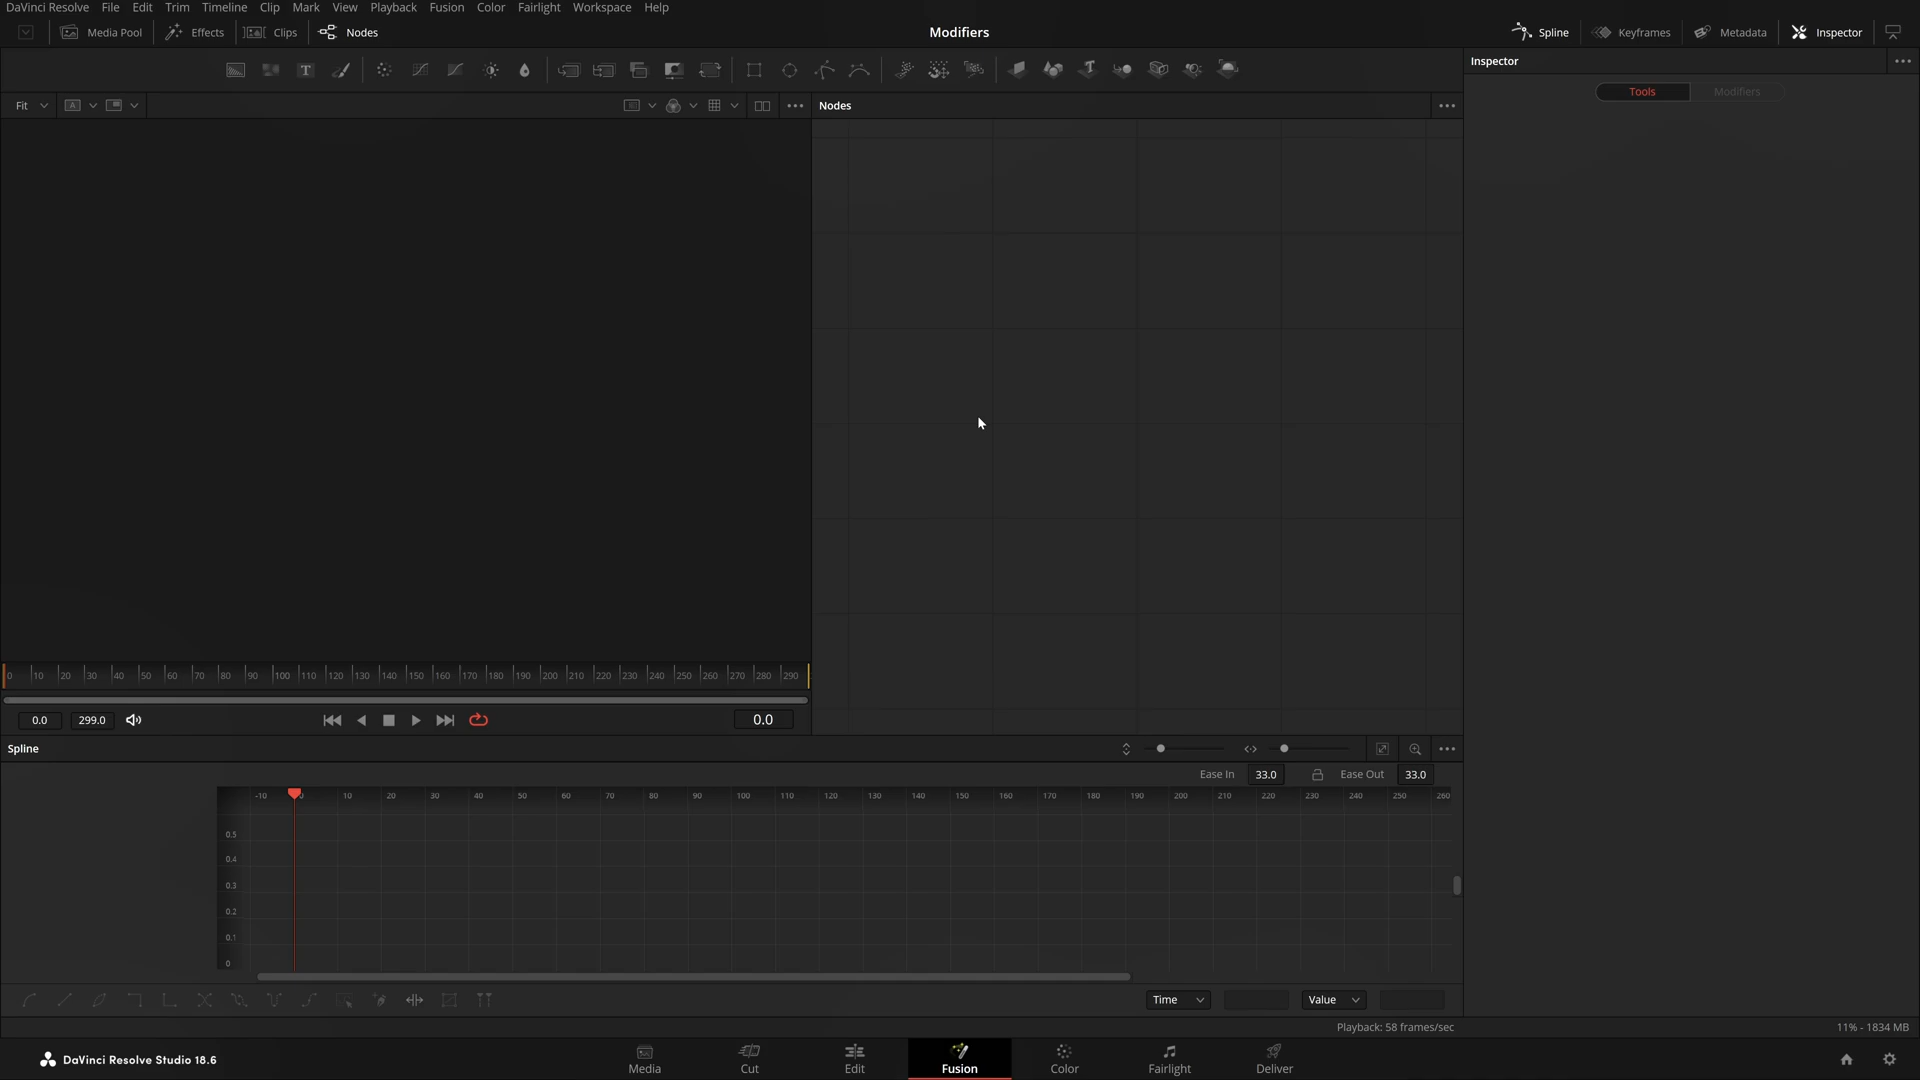 DaVinci Resolve File Edit Trim Timeline Clip Mark View Playback Fusion Color Fairlight Workspace Help
Media Pool Effects Clips Nodes Modifiers Spline Keyframes Metadata Inspector
T T
Inspector
Tools Modifiers
Fit A Nodes
0 10 20 30 40 50 60 70 80 90 100 110 120 130 140 150 160 170 180 190 200 210 220 230 240 250 260 270 280 290
0.0 299.0 0.0
Spline
Ease In 33.0 Ease Out 33.0
-10 0 10 20 30 40 50 60 70 80 90 100 110 120 130 140 150 160 170 180 190 200 210 220 230 240 250 260
0.5
0.4
0.3
0.2
0.1
0
Time Value
Playback: 58 frames/sec 11% - 1834 MB
DaVinci Resolve Studio 18.6
Media Cut Edit Fusion Color Fairlight Deliver